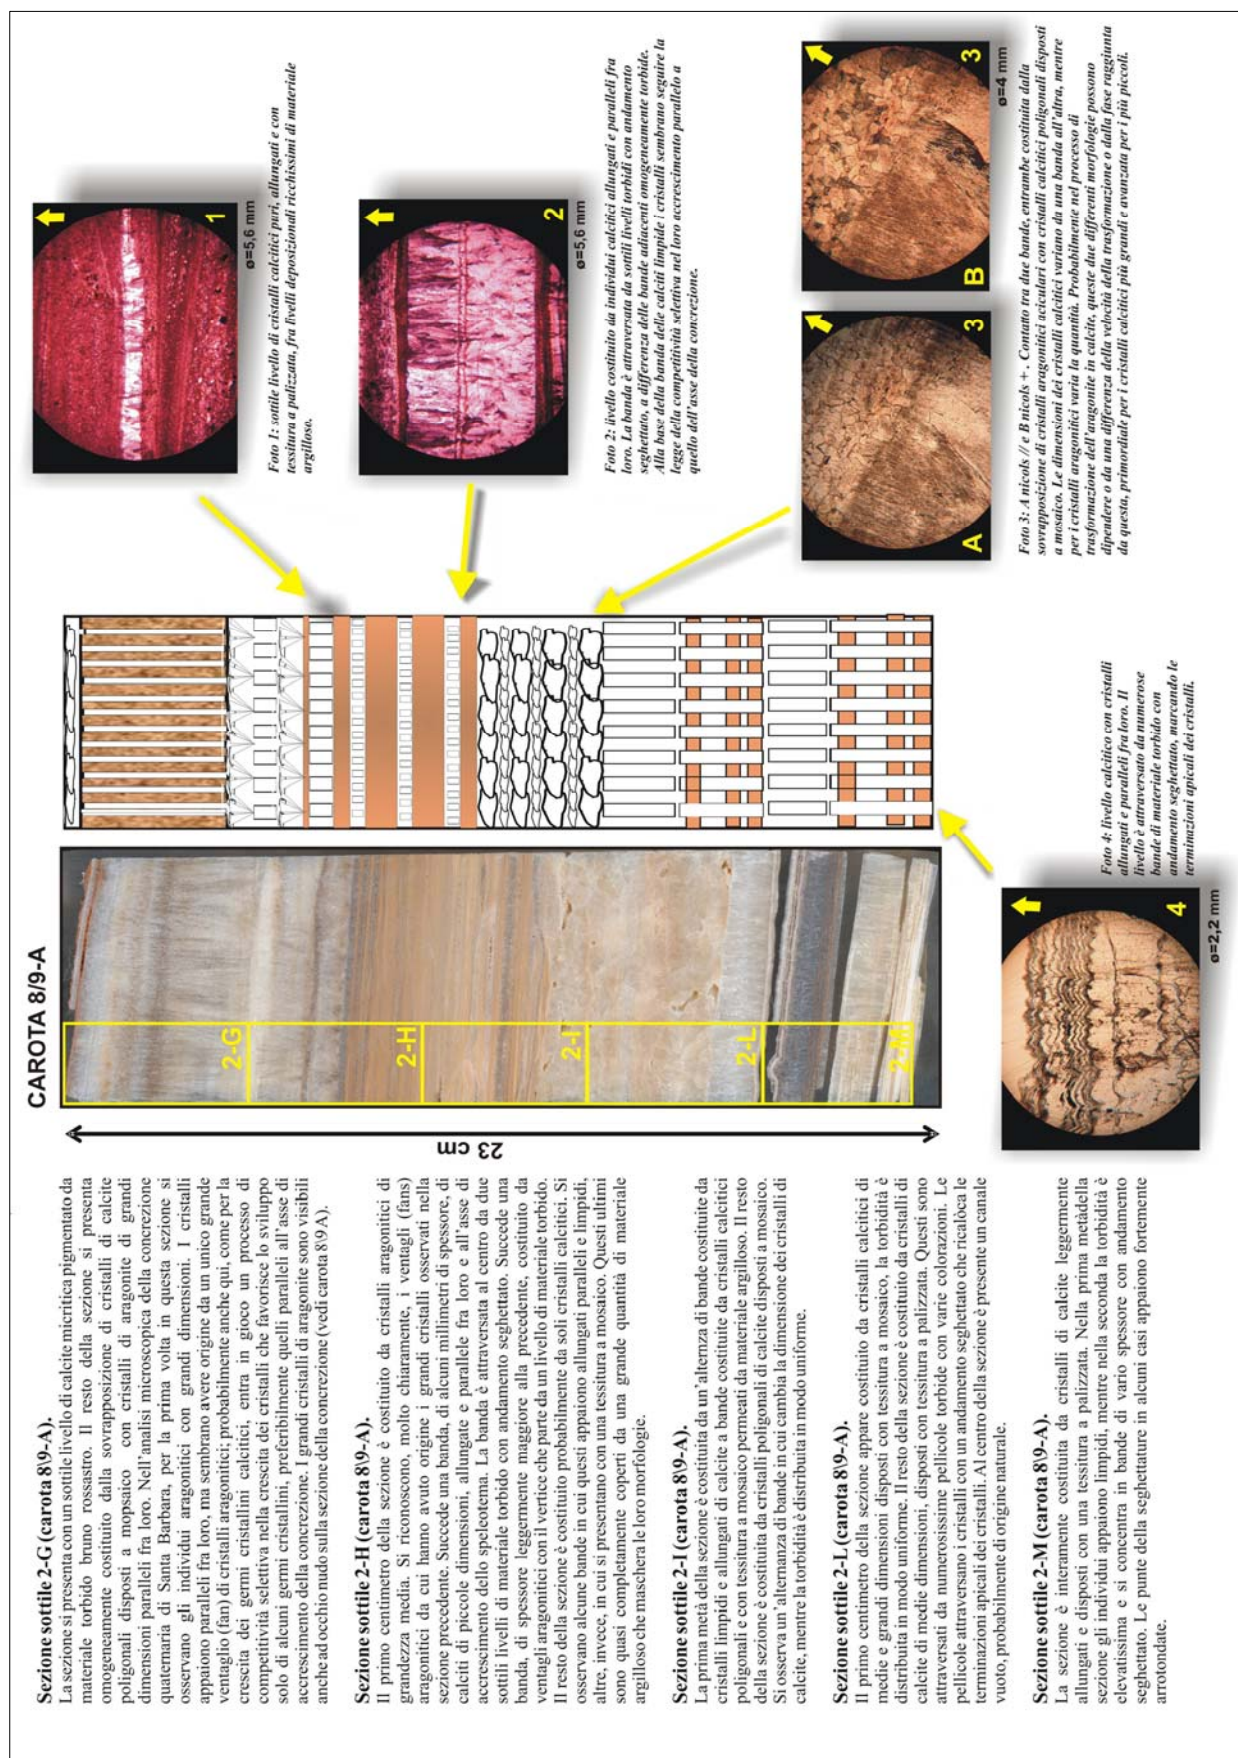 CAROTA 8/9-A
23 cm
2-G
2-H
2-I
2-L
2-M
Sezione sottile 2-G (carota 8\9-A).
La sezione si presenta con un sottile livello di calcite micritica pigmentato da
materiale torbido bruno rossastro. Il resto della sezione si presenta
omogeneamente costituito dalla sovrapposizione di cristalli di calcite
poligonali disposti a mopsaico con cristalli di aragonite di grandi
dimensioni paralleli fra loro. Nell'analisi microscopica della concrezione
quaternaria di Santa Barbara, per la prima volta in questa sezione si
osservano gli individui aragonitici con grandi dimensioni. I cristalli
appaiono paralleli fra loro, ma sembrano avere origine da un unico grande
ventaglio (fan) di cristalli aragonitici; probabilmente anche qui, come per la
crescita dei germi cristallini calcitici, entra in gioco un processo di
competitività selettiva nella crescita dei cristalli che favorisce lo sviluppo
solo di alcuni germi cristallini, preferibilmente quelli paralleli all'asse di
accrescimento della concrezione. I grandi cristalli di aragonite sono visibili
anche ad occhio nudo sulla sezione della concrezione (vedi carota 8\9 A).
Sezione sottile 2-H (carota 8\9-A).
Il primo centimetro della sezione è costituito da cristalli aragonitici di
grandezza media. Si riconoscono, molto chiaramente, i ventagli (fans)
aragonitici da cui hanno avuto origine i grandi cristalli osservati nella
sezione precedente. Succede una banda, di alcuni millimetri di spessore, di
calciti di piccole dimensioni, allungate e parallele fra loro e all'asse di
accrescimento dello speleotema. La banda è attraversata al centro da due
sottili livelli di materiale torbido con andamento seghettato. Succede una
banda, di spessore leggermente maggiore alla precedente, costituito da
ventagli aragonitici con il vertice che parte da un livello di materiale torbido.
Il resto della sezione è costituito probabilmente da soli cristalli calcitici. Si
osservano alcune bande in cui questi appaiono allungati paralleli e limpidi,
altre, invece, in cui si presentano con una tessitura a mosaico. Questi ultimi
sono quasi completamente coperti da una grande quantità di materiale
argilloso che maschera le loro morfologie.
Sezione sottile 2-I (carota 8\9-A).
La prima metà della sezione è costituita da un'alternza di bande costituite da
cristalli limpidi e allungati di calcite a bande costituite da cristalli calcitici
poligonali e con tessitura a mosaico permeati da materiale argilloso. Il resto
della sezione è costituita da cristalli poligonali di calcite disposti a mosaico.
Si osserva un'alternanza di bande in cui cambia la dimensione dei cristalli di
calcite, mentre la torbidità è distribuita in modo uniforme.
Sezione sottile 2-L (carota 8\9-A).
Il primo centimetro della sezione appare costituito da cristalli calcitici di
medie e grandi dimensioni disposti con tessitura a mosaico, la torbidità è
distribuita in modo uniforme. Il resto della sezione è costituito da cristalli di
calcite di medie dimensioni, disposti con tessitura a palizzata. Questi sono
attraversati da numerosissime pellicole torbide con varie colorazioni. Le
pellicole attraversano i cristalli con un andamento seghettato che ricalòca le
terminazioni apicali dei cristalli. Al centro della sezione è presente un canale
vuoto, probabilmente di origine naturale.
Sezione sottile 2-M (carota 8\9-A).
La sezione è interamente costituita da cristalli di calcite leggermente
allungati e disposti con una tessitura a palizzata. Nella prima metàdella
sezione gli individui appaiono limpidi, mentre nella seconda la torbidità è
elevatissima e si concentra in bande di vario spessore con andamento
seghettato. Le punte della seghettature in alcuni casi appaiono fortemente
arrotondate.
1
ø=5,6 mm
Foto 1: sottile livello di cristalli calcitici puri, allungati e con
tessitura a palizzata, fra livelli deposizionali ricchissimi di materiale
argilloso.
2
ø=5,6 mm
Foto 2: livello costituito da individui calcitici allungati e paralleli fra
loro. La banda è attraversata da sottili livelli torbidi con andamento
seghettato, a differenza delle bande adiacenti omogeneamente torbide.
Alla base della banda delle calciti limpide i cristalli sembrano seguire la
legge della competitività selettiva nel loro accrescimento parallelo a
quello dell'asse della concrezione.
A
3
B
3
ø=4 mm
Foto 3: A nicols // e B nicols +. Contatto tra due bande, entrambe costituita dalla
sovrapposizione di cristalli aragonitici aciculari con cristalli calcitici poligonali disposti
a mosaico. Le dimensioni dei cristalli calcitici variano da una banda all'altra, mentre
per i cristalli aragonitici varia la quantità. Probabilmente nel processo di
trasformazione dell'aragonite in calcite, queste due differenti morfologie possono
dipendere o da una differenza della velocità della trasformazione o dalla fase raggiunta
da questa, primordiale per i cristalli calcitici più grandi e avanzata per i più piccoli.
4
ø=2,2 mm
Foto 4: livello calcitico con cristalli
allungati e paralleli fra loro. Il
livello è attraversato da numerose
bande di materiale torbido con
andamento seghettato, marcando le
terminazioni apicali dei cristalli.